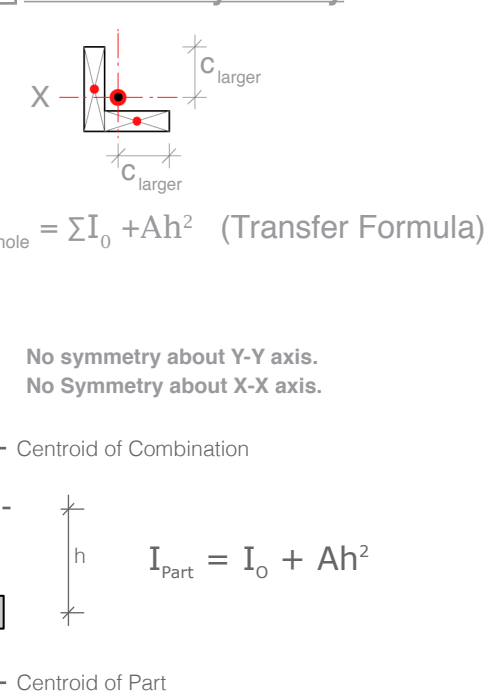 X
C larger
C larger
= ΣI₀ +Ah² (Transfer Formula)
No symmetry about Y-Y axis.
No Symmetry about X-X axis.
Centroid of Combination
h
I Part = I₀ + Ah²
Centroid of Part